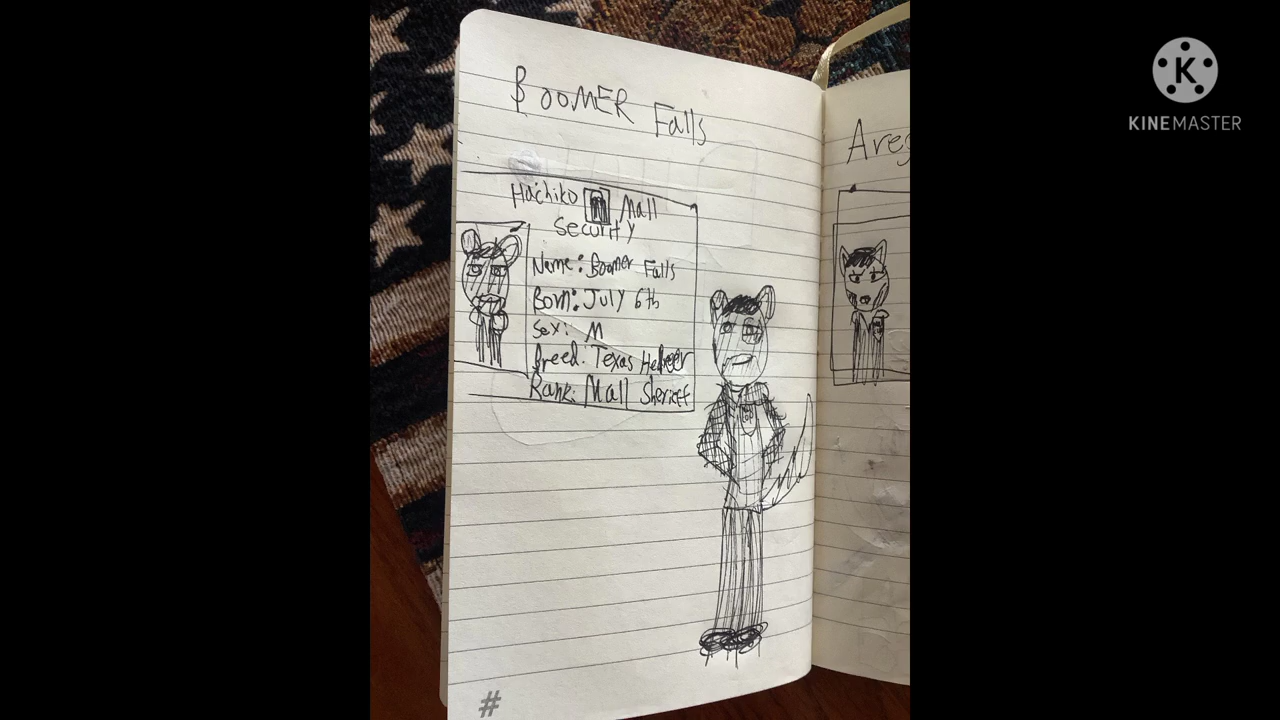 BOOMER Falls
Hachiko Mall
Security
Name: Boomer Falls
Born: July 6th
Sex: M
Breed: Texas Heeler
Rank: Mall Sheriff
Ares
#
K
KINEMASTER